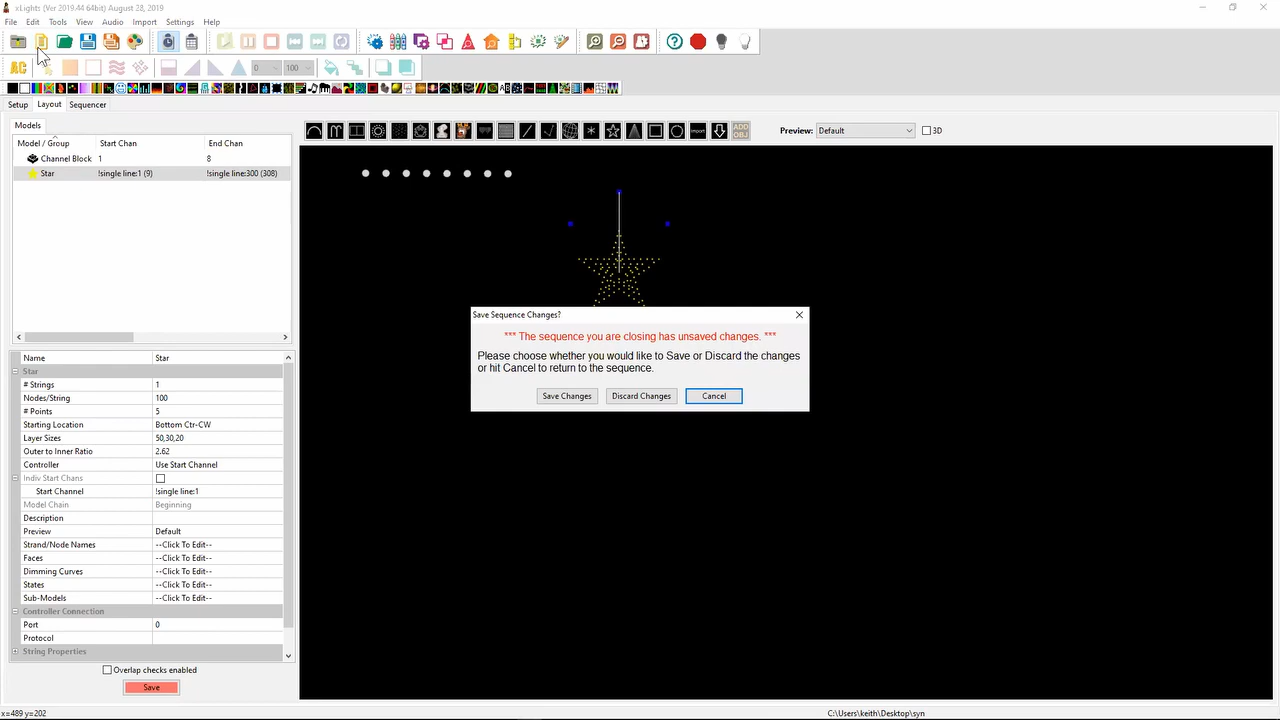 xLights (Ver 2019.44 64bit) August 28, 2019
File Edit Tools View Audio Import Settings Help
AC 0 100
Setup Layout Sequencer
Models
Model / Group Start Chan End Chan
Channel Block 1 8
Star !single line:1 (9) !single line:300 (308)
ADD OBJ
Preview: Default 3D
Save Sequence Changes?
*** The sequence you are closing has unsaved changes. ***
Please choose whether you would like to Save or Discard the changes
or hit Cancel to return to the sequence.
Save Changes Discard Changes Cancel
Name Star
Star
# Strings 1
Nodes/String 100
# Points 5
Starting Location Bottom Ctr-CW
Layer Sizes 50,30,20
Outer to Inner Ratio 2.62
Controller Use Start Channel
Indiv Start Chans
Start Channel !single line:1
Model Chain Beginning
Description
Preview Default
Strand/Node Names --Click To Edit--
Faces --Click To Edit--
Dimming Curves --Click To Edit--
States --Click To Edit--
Sub-Models --Click To Edit--
Controller Connection
Port 0
Protocol
String Properties
Overlap checks enabled
Save
x=489 y=202 C:\Users\keith\Desktop\syn